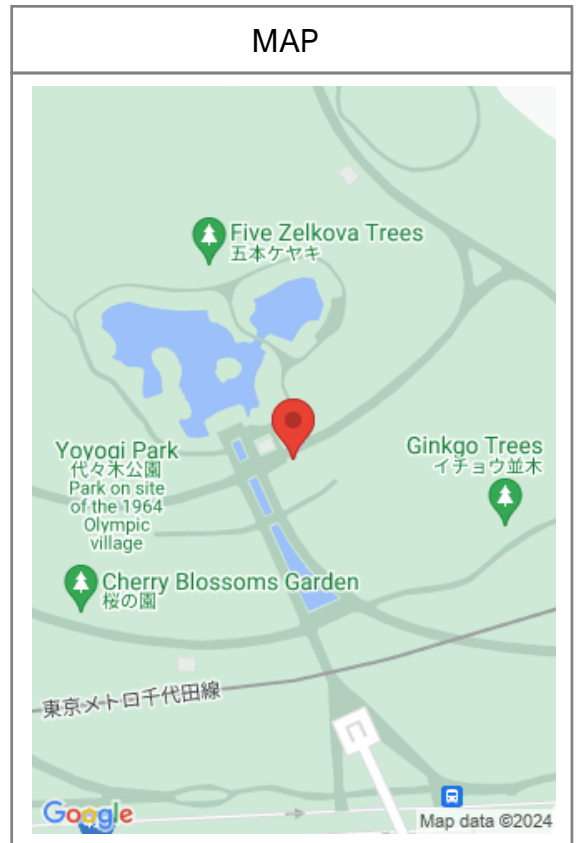 MAP
Five Zelkova Trees
五本ケヤキ
Yoyogi Park
代々木公園
Park on site
of the 1964
Olympic
village
Ginkgo Trees
イチョウ並木
Cherry Blossoms Garden
桜の園
東京メトロ千代田線
Google
Map data ©2024